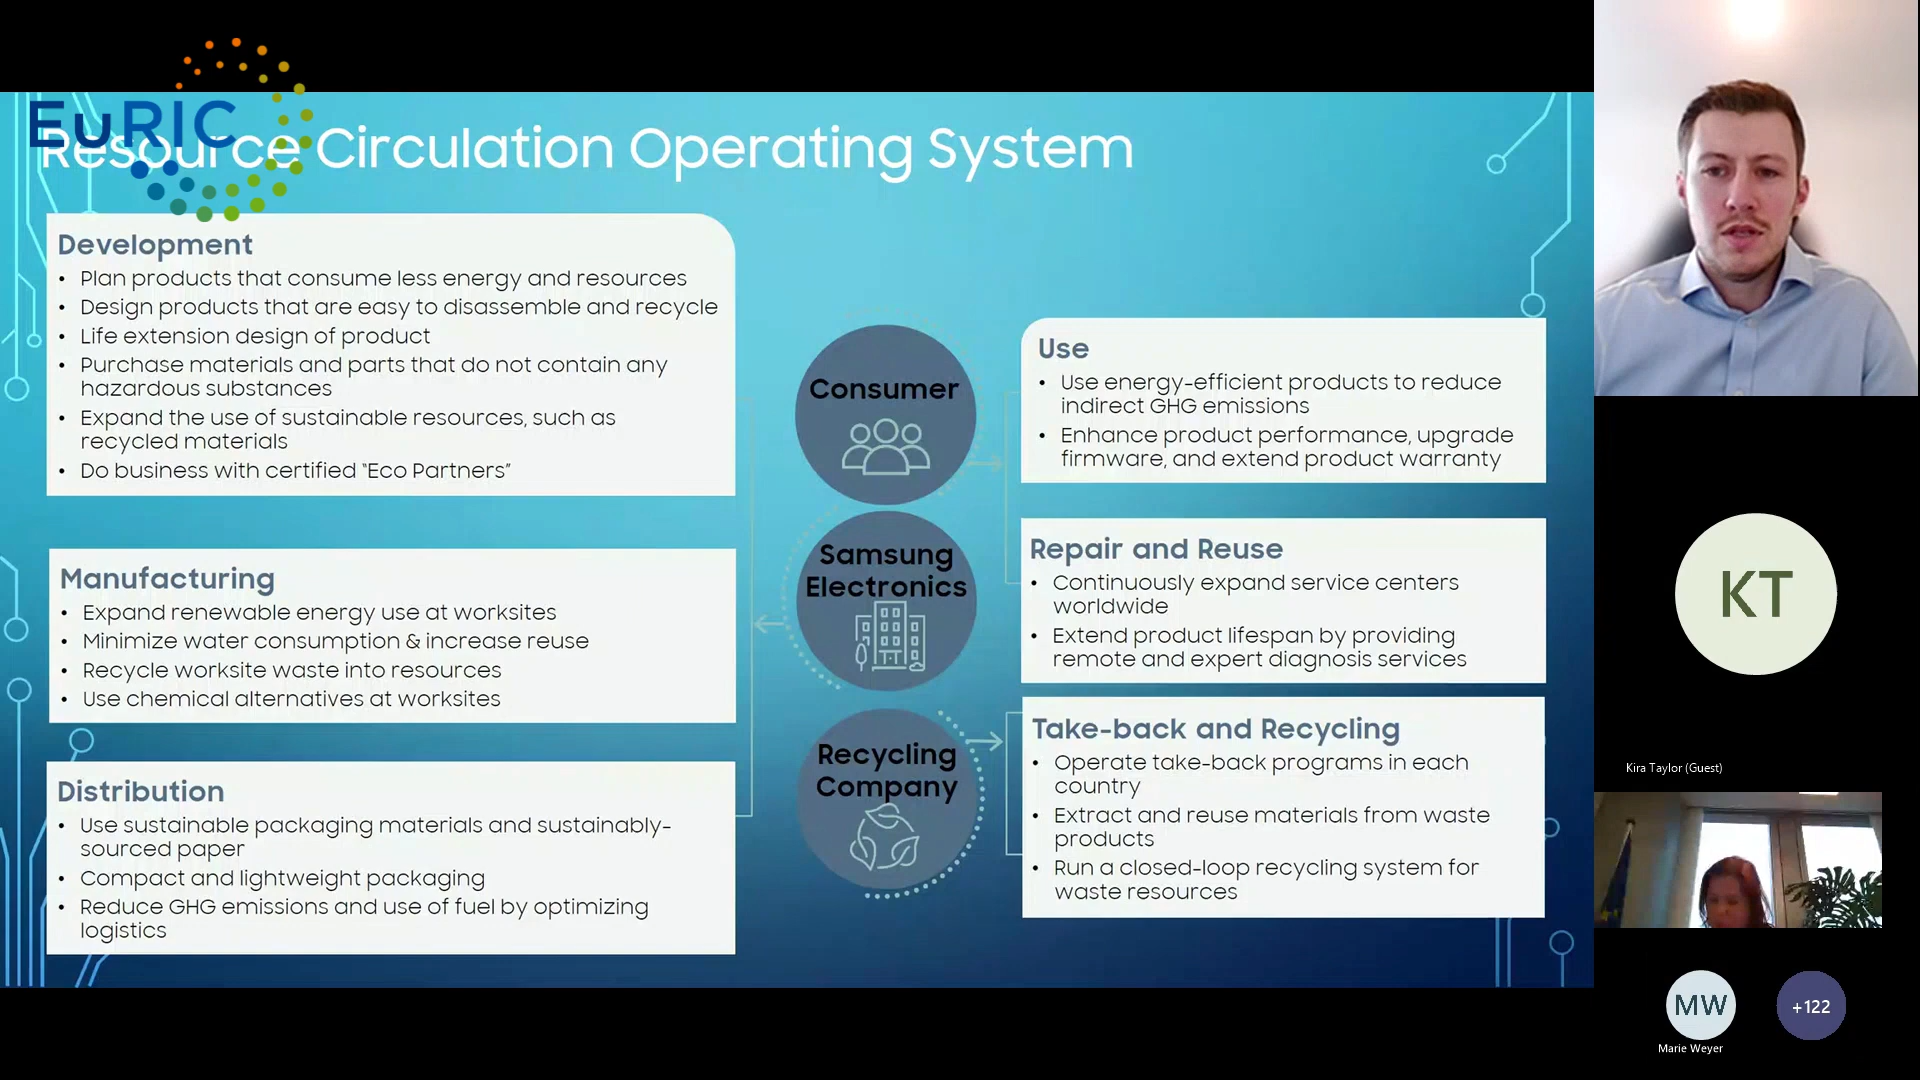 EuRIC
Resource Circulation Operating System
Development
• Plan products that consume less energy and resources
• Design products that are easy to disassemble and recycle
• Life extension design of product
• Purchase materials and parts that do not contain any
hazardous substances
• Expand the use of sustainable resources, such as
recycled materials
• Do business with certified "Eco Partners"
Manufacturing
• Expand renewable energy use at worksites
• Minimize water consumption & increase reuse
• Recycle worksite waste into resources
• Use chemical alternatives at worksites
Distribution
• Use sustainable packaging materials and sustainably-
sourced paper
• Compact and lightweight packaging
• Reduce GHG emissions and use of fuel by optimizing
logistics
Consumer
Samsung
Electronics
Recycling
Company
Use
• Use energy-efficient products to reduce
indirect GHG emissions
• Enhance product performance, upgrade
firmware, and extend product warranty
Repair and Reuse
• Continuously expand service centers
worldwide
• Extend product lifespan by providing
remote and expert diagnosis services
Take-back and Recycling
• Operate take-back programs in each
country
• Extract and reuse materials from waste
products
• Run a closed-loop recycling system for
waste resources
KT
Kira Taylor (Guest)
MW
Marie Weyer
+122